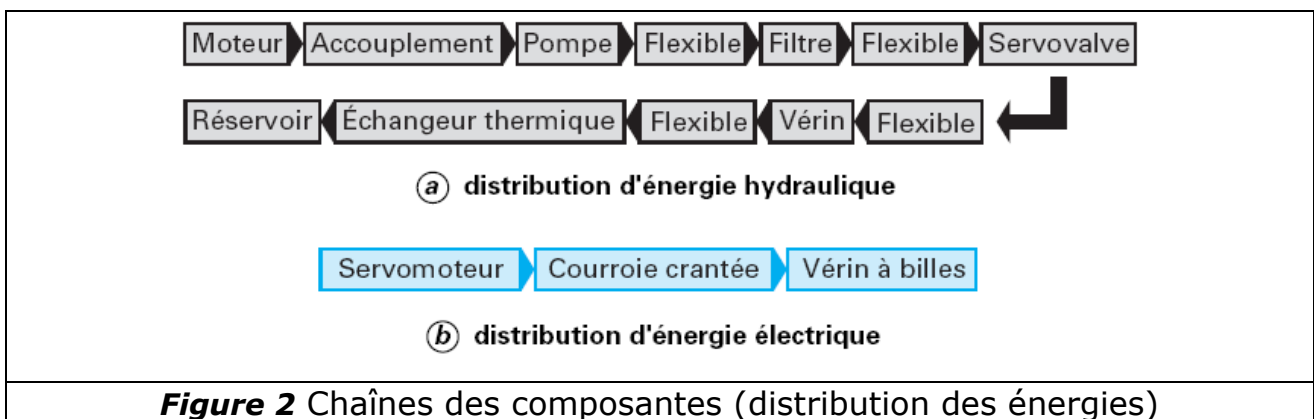 Moteur Accouplement Pompe Flexible Filtre Flexible Servovalve
Réservoir Échangeur thermique Flexible Vérin Flexible
a distribution d'énergie hydraulique
Servomoteur Courroie crantée Vérin à billes
b distribution d'énergie électrique
Figure 2 Chaînes des composantes (distribution des énergies)